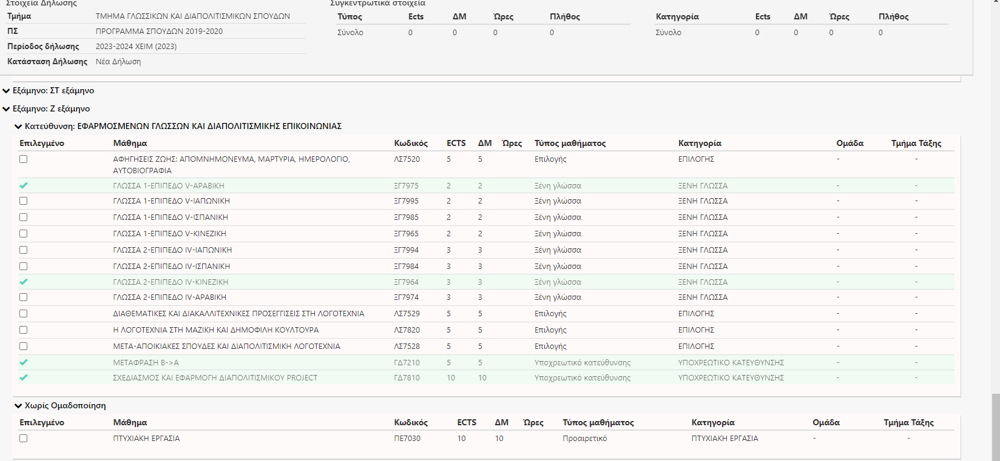 Στοιχεία Δήλωσης Συγκεντρωτικά στοιχεία
Τμήμα ΤΜΗΜΑ ΓΛΩΣΣΙΚΩΝ ΚΑΙ ΔΙΑΠΟΛΙΤΙΣΜΙΚΩΝ ΣΠΟΥΔΩΝ Τύπος Ects ΔΜ Ώρες Πλήθος Κατηγορία Ects ΔΜ Ώρες Πλήθος
ΠΣ ΠΡΟΓΡΑΜΜΑ ΣΠΟΥΔΩΝ 2019-2020 Σύνολο 0 0 0 0 Σύνολο 0 0 0 0
Περίοδος δήλωσης 2023-2024 ΧΕΙΜ (2023)
Κατάσταση Δήλωσης Νέα Δήλωση
Εξάμηνο: ΣΤ εξάμηνο
Εξάμηνο: Ζ εξάμηνο
Κατεύθυνση: ΕΦΑΡΜΟΣΜΕΝΩΝ ΓΛΩΣΣΩΝ ΚΑΙ ΔΙΑΠΟΛΙΤΙΣΜΙΚΗΣ ΕΠΙΚΟΙΝΩΝΙΑΣ
Επιλεγμένο Μάθημα Κωδικός ECTS ΔΜ Ώρες Τύπος μαθήματος Κατηγορία Ομάδα Τμήμα Τάξης
ΑΦΗΓΗΣΕΙΣ ΖΩΗΣ: ΑΠΟΜΝΗΜΟΝΕΥΜΑ, ΜΑΡΤΥΡΙΑ, ΗΜΕΡΟΛΟΓΙΟ, ΛΣ7520 5 5 Επιλογής ΕΠΙΛΟΓΗΣ - -
ΑΥΤΟΒΙΟΓΡΑΦΙΑ
ΓΛΩΣΣΑ 1-ΕΠΙΠΕΔΟ V-ΑΡΑΒΙΚΗ ΞΓ7975 2 2 Ξένη γλώσσα ΞΕΝΗ ΓΛΩΣΣΑ - -
ΓΛΩΣΣΑ 1-ΕΠΙΠΕΔΟ V-ΙΑΠΩΝΙΚΗ ΞΓ7995 2 2 Ξένη γλώσσα ΞΕΝΗ ΓΛΩΣΣΑ - -
ΓΛΩΣΣΑ 1-ΕΠΙΠΕΔΟ V-ΙΣΠΑΝΙΚΗ ΞΓ7985 2 2 Ξένη γλώσσα ΞΕΝΗ ΓΛΩΣΣΑ - -
ΓΛΩΣΣΑ 1-ΕΠΙΠΕΔΟ V-ΚΙΝΕΖΙΚΗ ΞΓ7965 2 2 Ξένη γλώσσα ΞΕΝΗ ΓΛΩΣΣΑ - -
ΓΛΩΣΣΑ 2-ΕΠΙΠΕΔΟ IV-ΙΑΠΩΝΙΚΗ ΞΓ7994 3 3 Ξένη γλώσσα ΞΕΝΗ ΓΛΩΣΣΑ - -
ΓΛΩΣΣΑ 2-ΕΠΙΠΕΔΟ IV-ΙΣΠΑΝΙΚΗ ΞΓ7984 3 3 Ξένη γλώσσα ΞΕΝΗ ΓΛΩΣΣΑ - -
ΓΛΩΣΣΑ 2-ΕΠΙΠΕΔΟ IV-ΚΙΝΕΖΙΚΗ ΞΓ7964 3 3 Ξένη γλώσσα ΞΕΝΗ ΓΛΩΣΣΑ - -
ΓΛΩΣΣΑ 2-ΕΠΙΠΕΔΟ IV-ΑΡΑΒΙΚΗ ΞΓ7974 3 3 Ξένη γλώσσα ΞΕΝΗ ΓΛΩΣΣΑ - -
ΔΙΑΘΕΜΑΤΙΚΕΣ ΚΑΙ ΔΙΑΚΑΛΛΙΤΕΧΝΙΚΕΣ ΠΡΟΣΕΓΓΙΣΕΙΣ ΣΤΗ ΛΟΓΟΤΕΧΝΙΑ ΛΣ7529 5 5 Επιλογής ΕΠΙΛΟΓΗΣ - -
Η ΛΟΓΟΤΕΧΝΙΑ ΣΤΗ ΜΑΖΙΚΗ ΚΑΙ ΔΗΜΟΦΙΛΗ ΚΟΥΛΤΟΥΡΑ ΛΣ7820 5 5 Επιλογής ΕΠΙΛΟΓΗΣ - -
ΜΕΤΑ-ΑΠΟΙΚΙΑΚΕΣ ΣΠΟΥΔΕΣ ΚΑΙ ΔΙΑΠΟΛΙΤΙΣΜΙΚΗ ΛΟΓΟΤΕΧΝΙΑ ΛΣ7528 5 5 Επιλογής ΕΠΙΛΟΓΗΣ - -
ΜΕΤΑΦΡΑΣΗ Β->Α ΓΔ7210 5 5 Υποχρεωτικό κατεύθυνσης ΥΠΟΧΡΕΩΤΙΚΟ ΚΑΤΕΥΘΥΝΣΗΣ - -
ΣΧΕΔΙΑΣΜΟΣ ΚΑΙ ΕΦΑΡΜΟΓΗ ΔΙΑΠΟΛΙΤΙΣΜΙΚΟΥ PROJECT ΓΔ7810 10 10 Υποχρεωτικό κατεύθυνσης ΥΠΟΧΡΕΩΤΙΚΟ ΚΑΤΕΥΘΥΝΣΗΣ - -
Χωρίς Ομαδοποίηση
Επιλεγμένο Μάθημα Κωδικός ECTS ΔΜ Ώρες Τύπος μαθήματος Κατηγορία Ομάδα Τμήμα Τάξης
ΠΤΥΧΙΑΚΗ ΕΡΓΑΣΙΑ ΠΕ7030 10 10 Προαιρετικό ΠΤΥΧΙΑΚΗ ΕΡΓΑΣΙΑ - -